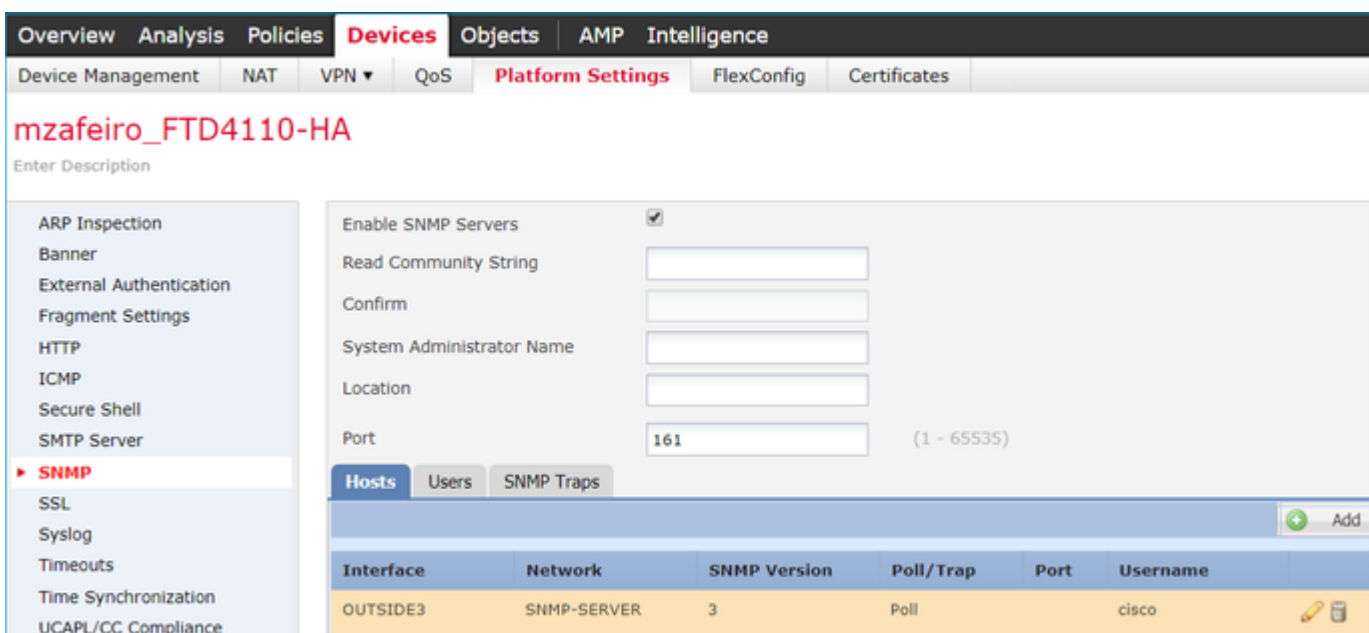 Overview Analysis Policies Devices Objects AMP Intelligence
Device Management NAT VPN ▾ QoS Platform Settings FlexConfig Certificates
mzafeiro_FTD4110-HA
Enter Description
ARP Inspection
Banner
External Authentication
Fragment Settings
HTTP
ICMP
Secure Shell
SMTP Server
SNMP
SSL
Syslog
Timeouts
Time Synchronization
UCAPL/CC Compliance
Enable SNMP Servers
Read Community String
Confirm
System Administrator Name
Location
Port 161 (1 - 65535)
Hosts Users SNMP Traps
Add
Interface Network SNMP Version Poll/Trap Port Username
OUTSIDE3 SNMP-SERVER 3 Poll cisco